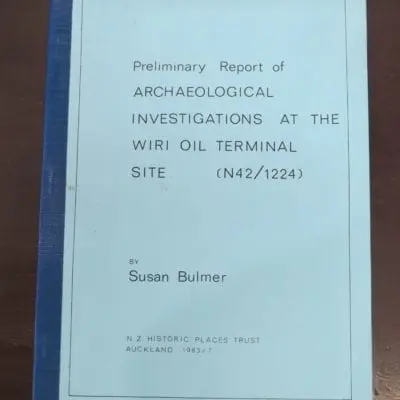 Preliminary Report of
ARCHAEOLOGICAL
INVESTIGATIONS AT THE
WIRI OIL TERMINAL
SITE (N42/1224)
BY
Susan Bulmer
N.Z HISTORIC PLACES TRUST
AUCKLAND 1983/7